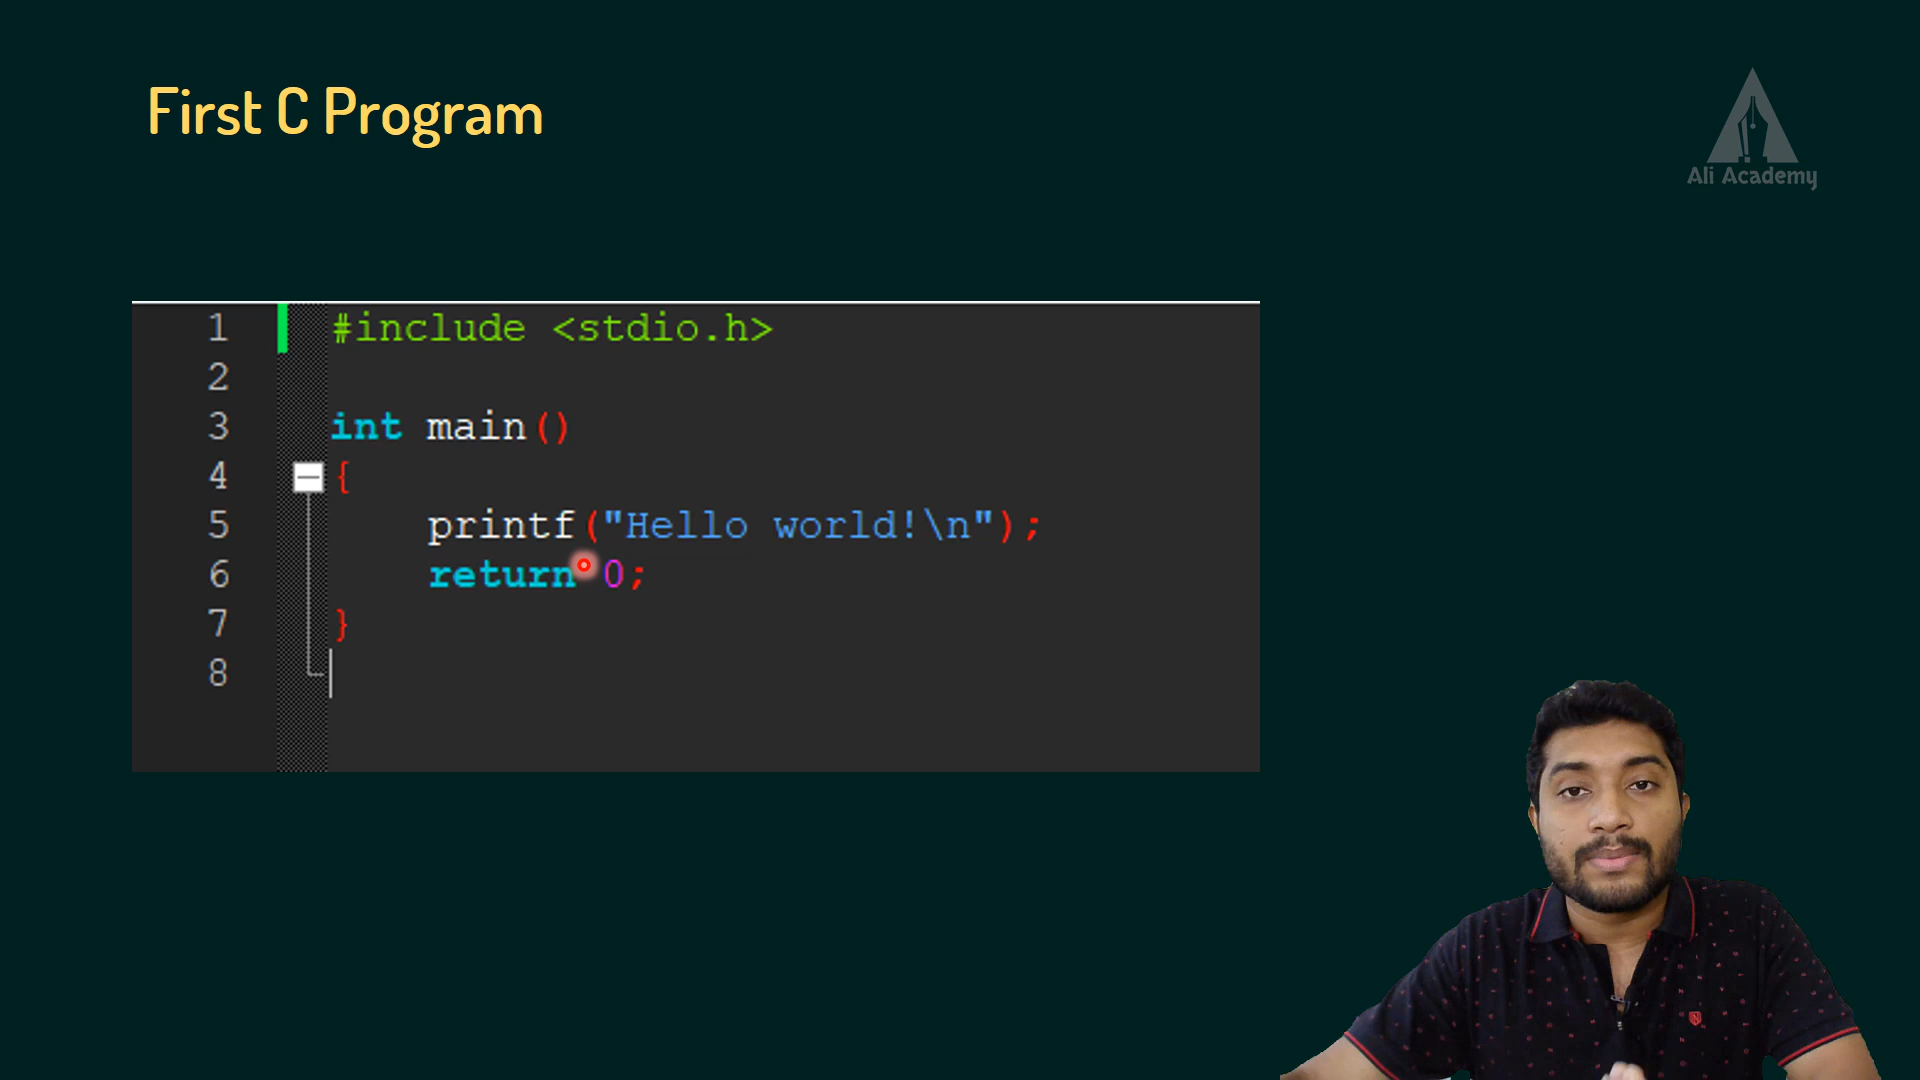 First C Program
Ali Academy
1 #include <stdio.h>
2
3 int main()
4 {
5 printf("Hello world!\n");
6 return 0;
7 }
8